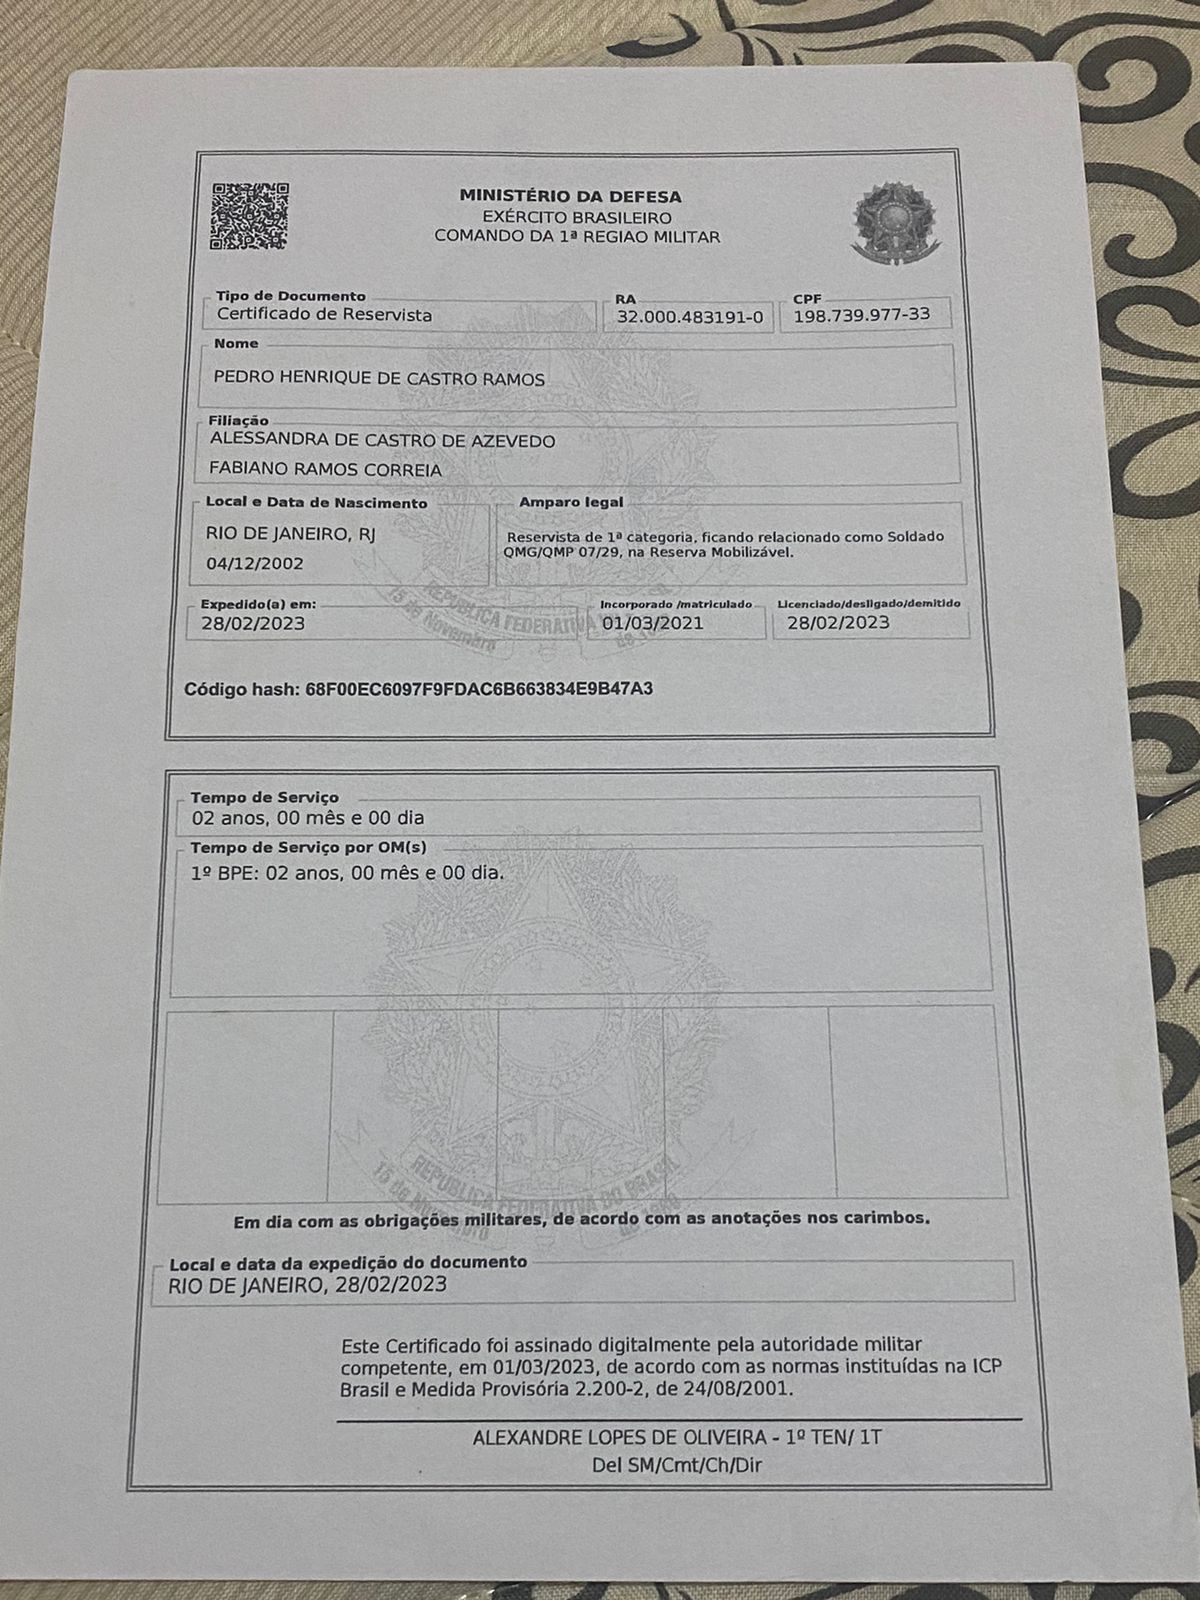 MINISTÉRIO DA DEFESA
EXÉRCITO BRASILEIRO
COMANDO DA 1ª REGIAO MILITAR
Tipo de Documento
Certificado de Reservista
RA
32.000.483191-0
CPF
198.739.977-33
Nome
PEDRO HENRIQUE DE CASTRO RAMOS
Filiação
ALESSANDRA DE CASTRO DE AZEVEDO
FABIANO RAMOS CORREIA
Local e Data de Nascimento
RIO DE JANEIRO, RJ
04/12/2002
Amparo legal
Reservista de 1ª categoria, ficando relacionado como Soldado
QMG/QMP 07/29, na Reserva Mobilizável.
Expedido(a) em:
28/02/2023
Incorporado /matriculado
01/03/2021
Licenciado/desligado/demitido
28/02/2023
REPÚBLICA FEDERATIVA
15 de Novembro
Código hash: 68F00EC6097F9FDAC6B663834E9B47A3
Tempo de Serviço
02 anos, 00 mês e 00 dia
Tempo de Serviço por OM(s)
1º BPE: 02 anos, 00 mês e 00 dia.
REPÚBLICA FEDERATIVA DO BRASIL
15 de Novembro de 1889
Em dia com as obrigações militares, de acordo com as anotações nos carimbos.
Local e data da expedição do documento
RIO DE JANEIRO, 28/02/2023
Este Certificado foi assinado digitalmente pela autoridade militar
competente, em 01/03/2023, de acordo com as normas instituídas na ICP
Brasil e Medida Provisória 2.200-2, de 24/08/2001.
ALEXANDRE LOPES DE OLIVEIRA - 1º TEN/ 1T
Del SM/Cmt/Ch/Dir